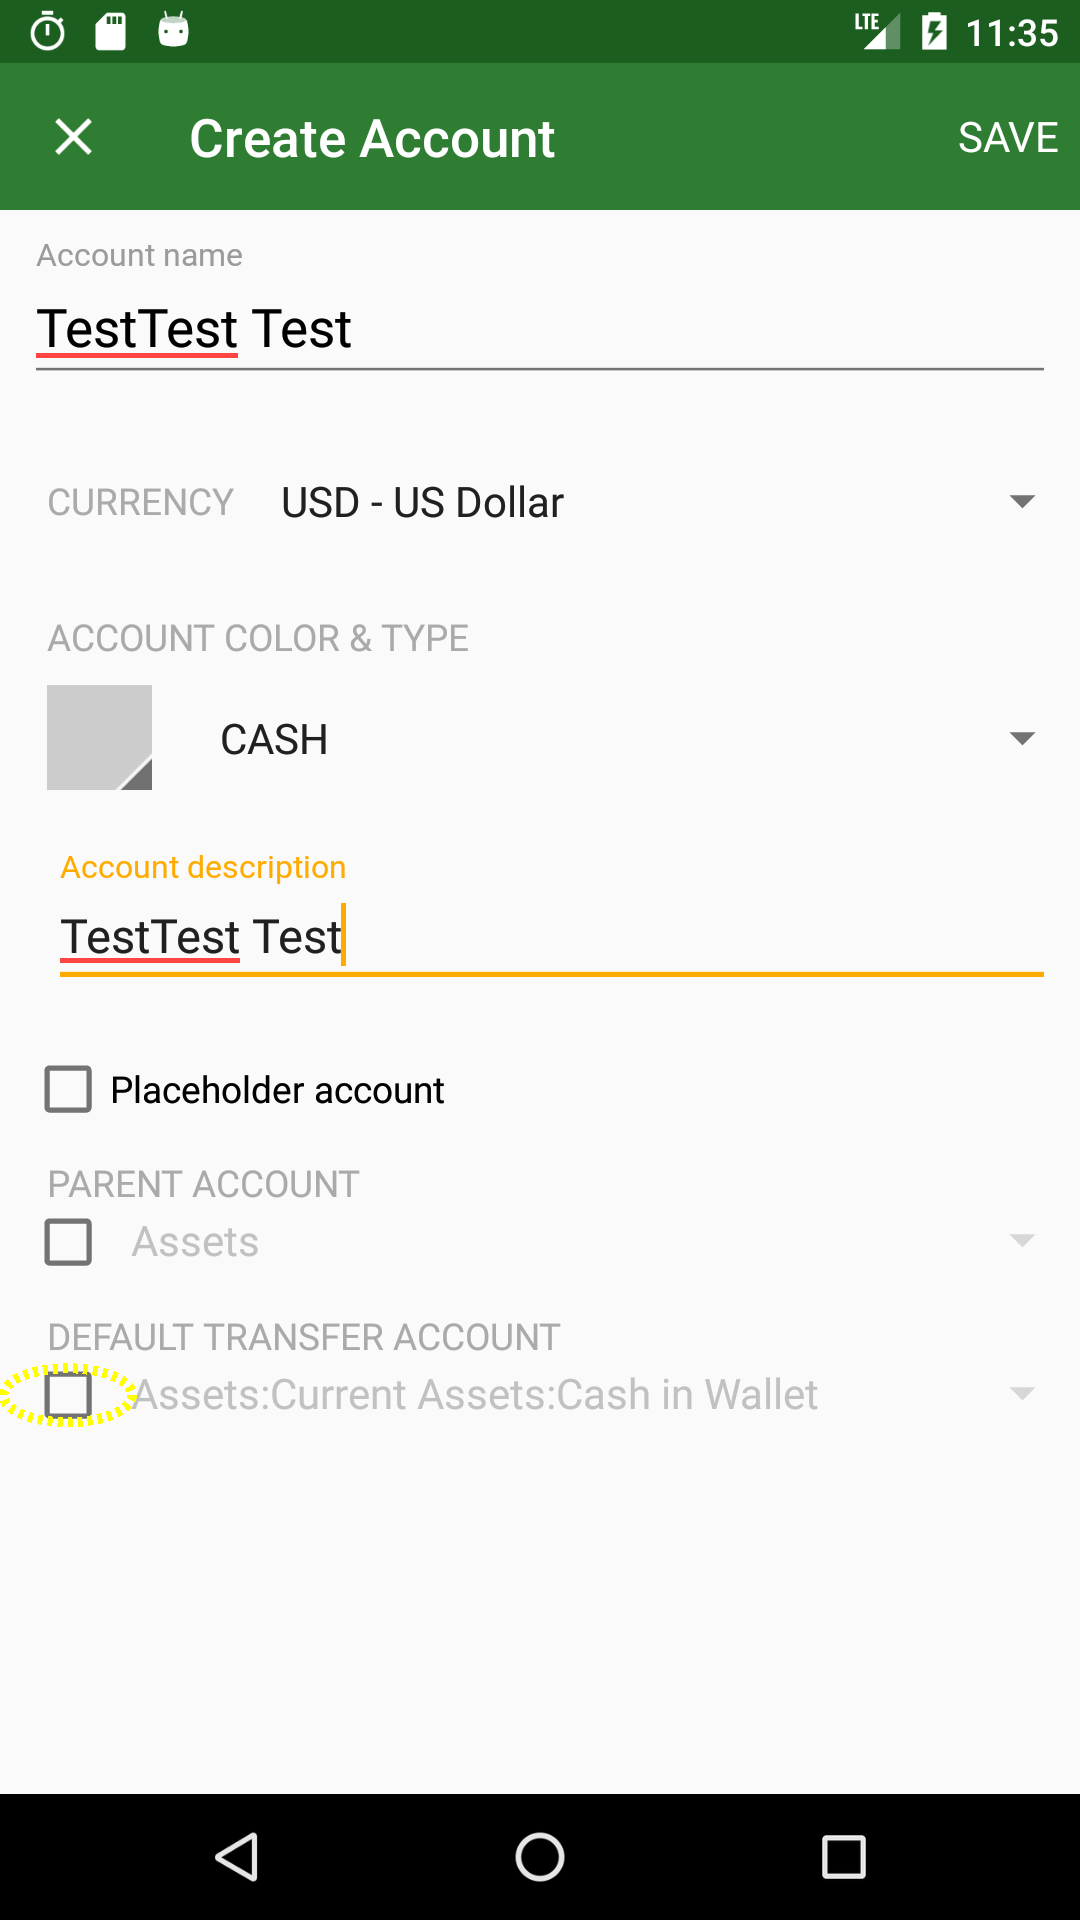 LTE 11:35
Create Account SAVE
Account name
TestTest Test
CURRENCY USD - US Dollar
ACCOUNT COLOR & TYPE
CASH
Account description
TestTest Test
Placeholder account
PARENT ACCOUNT
Assets
DEFAULT TRANSFER ACCOUNT
Assets:Current Assets:Cash in Wallet